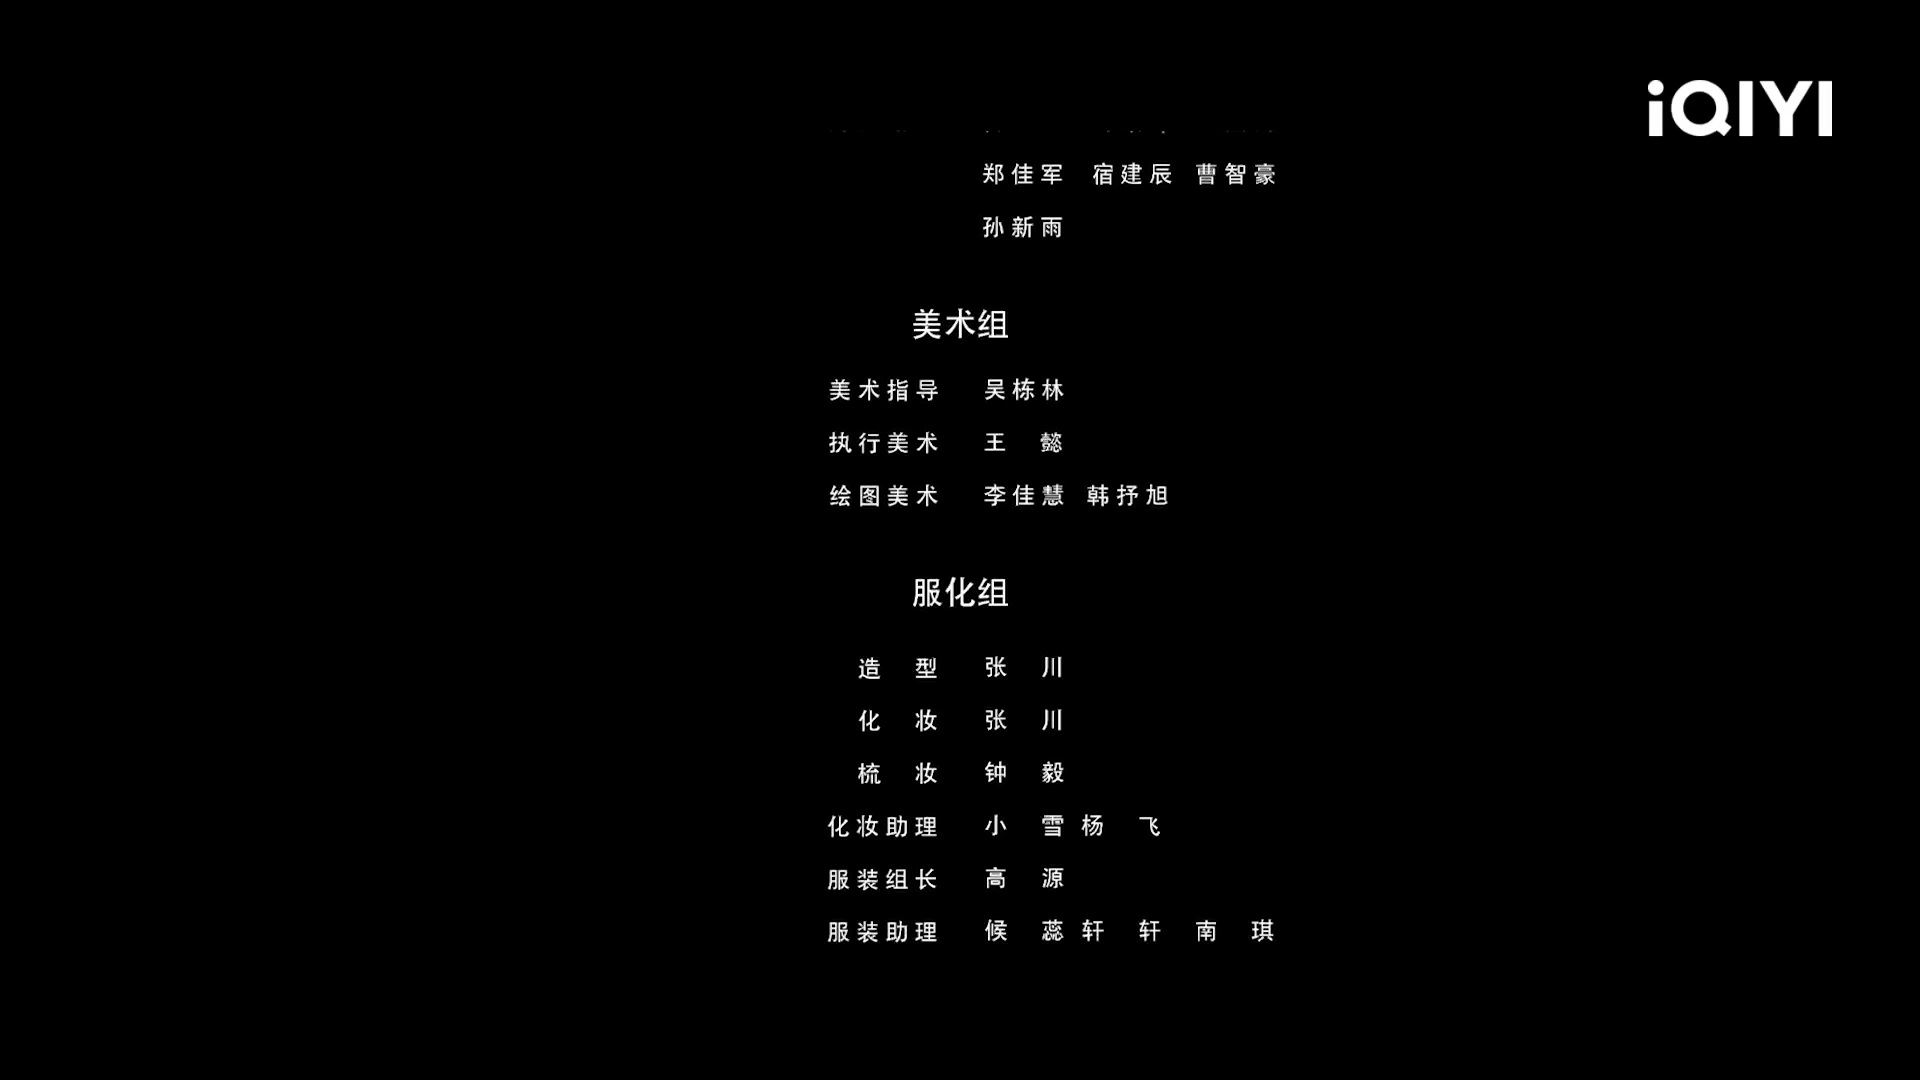 iQIYI
郑佳军 宿建辰 曹智豪
孙新雨
美术组
美术指导 吴栋林
执行美术 王 懿
绘图美术 李佳慧 韩抒旭
服化组
造 型 张 川
化 妆 张 川
梳 妆 钟 毅
化妆助理 小 雪 杨 飞
服装组长 高 源
服装助理 候 蕊 轩 轩 南 琪